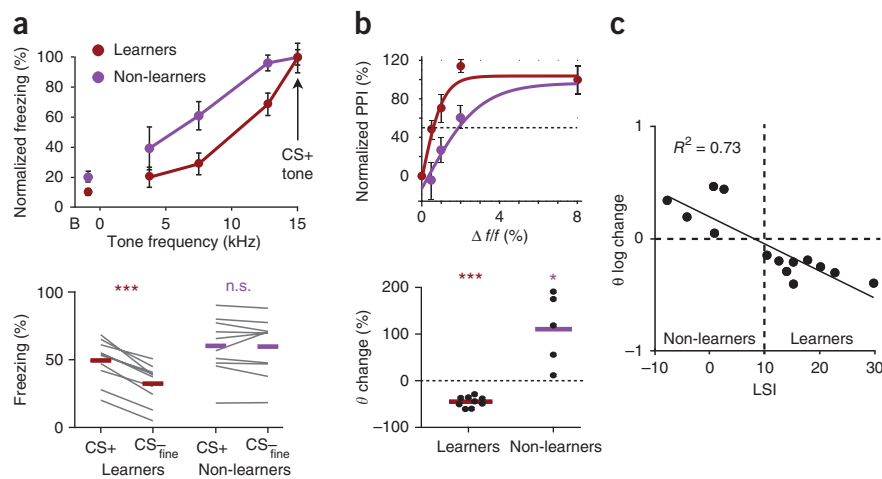 a
Normalized freezing (%)
100
80
60
40
20
0
Learners
Non-learners
CS+
tone
B 0 5 10 15
Tone frequency (kHz)
Freezing (%)
100
50
0
***
n.s.
CS+ CS– fine CS+ CS– fine
Learners Non-learners
b
Normalized PPI (%)
120
80
40
0
0 4 8
Δ f/f (%)
θ change (%)
200
100
0
–100
***
*
Learners Non-learners
c
θ log change
1
0
–1
R² = 0.73
Non-learners Learners
–10 0 10 20 30
LSI